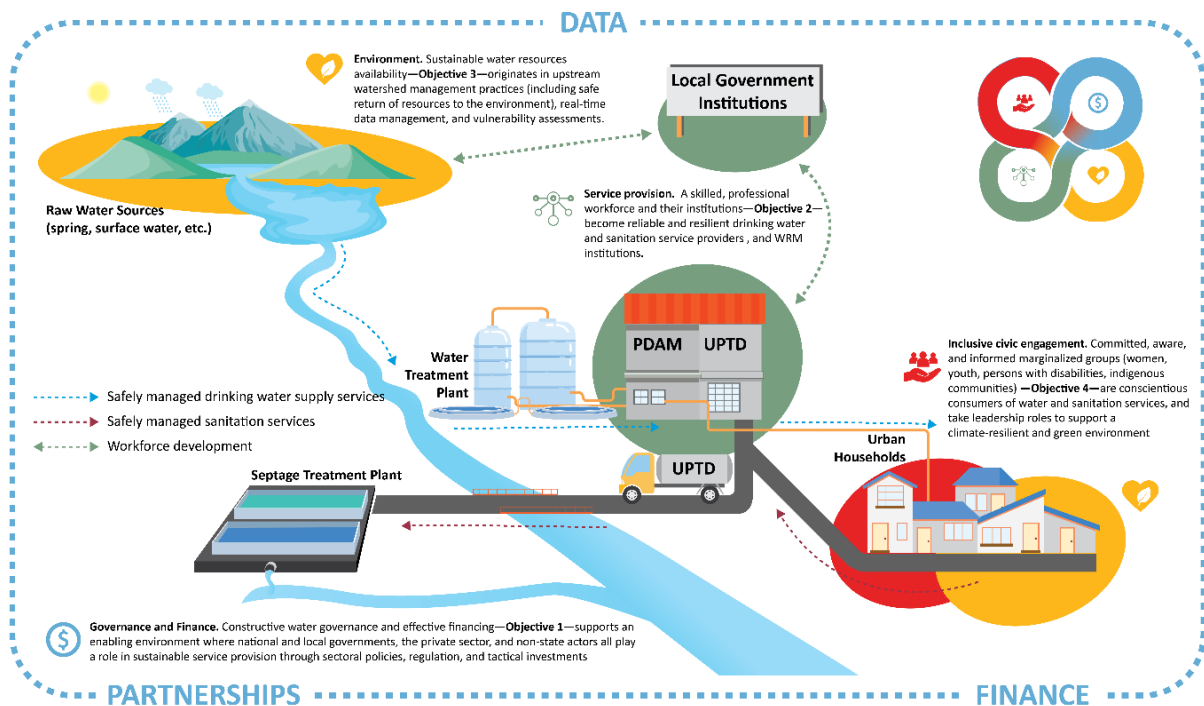 DATA
Environment. Sustainable water resources
availability—Objective 3—originates in upstream
watershed management practices (including safe
return of resources to the environment), real-time
data management, and vulnerability assessments.
Local Government
Institutions
Raw Water Sources
(spring, surface water, etc.)
Service provision. A skilled, professional
workforce and their institutions—Objective 2—
become reliable and resilient drinking water
and sanitation service providers , and WRM
institutions.
Water
Treatment
Plant
PDAM
UPTD
Inclusive civic engagement. Committed, aware,
and informed marginalized groups (women,
youth, persons with disabilities, indigenous
communities) —Objective 4—are conscientious
consumers of water and sanitation services, and
take leadership roles to support a
climate-resilient and green environment
Safely managed drinking water supply services
Safely managed sanitation services
Workforce development
Urban
Households
Septage Treatment Plant
UPTD
Governance and Finance. Constructive water governance and effective financing—Objective 1—supports an
enabling environment where national and local governments, the private sector, and non-state actors all play
a role in sustainable service provision through sectoral policies, regulation, and tactical investments
PARTNERSHIPS
FINANCE